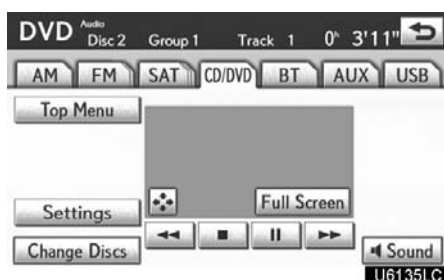 DVD Audio Disc 2 Group 1 Track 1 0h 3'11"
AM FM SAT CD/DVD BT AUX USB
Top Menu
Full Screen
Settings
Change Discs
Sound
U6135LC